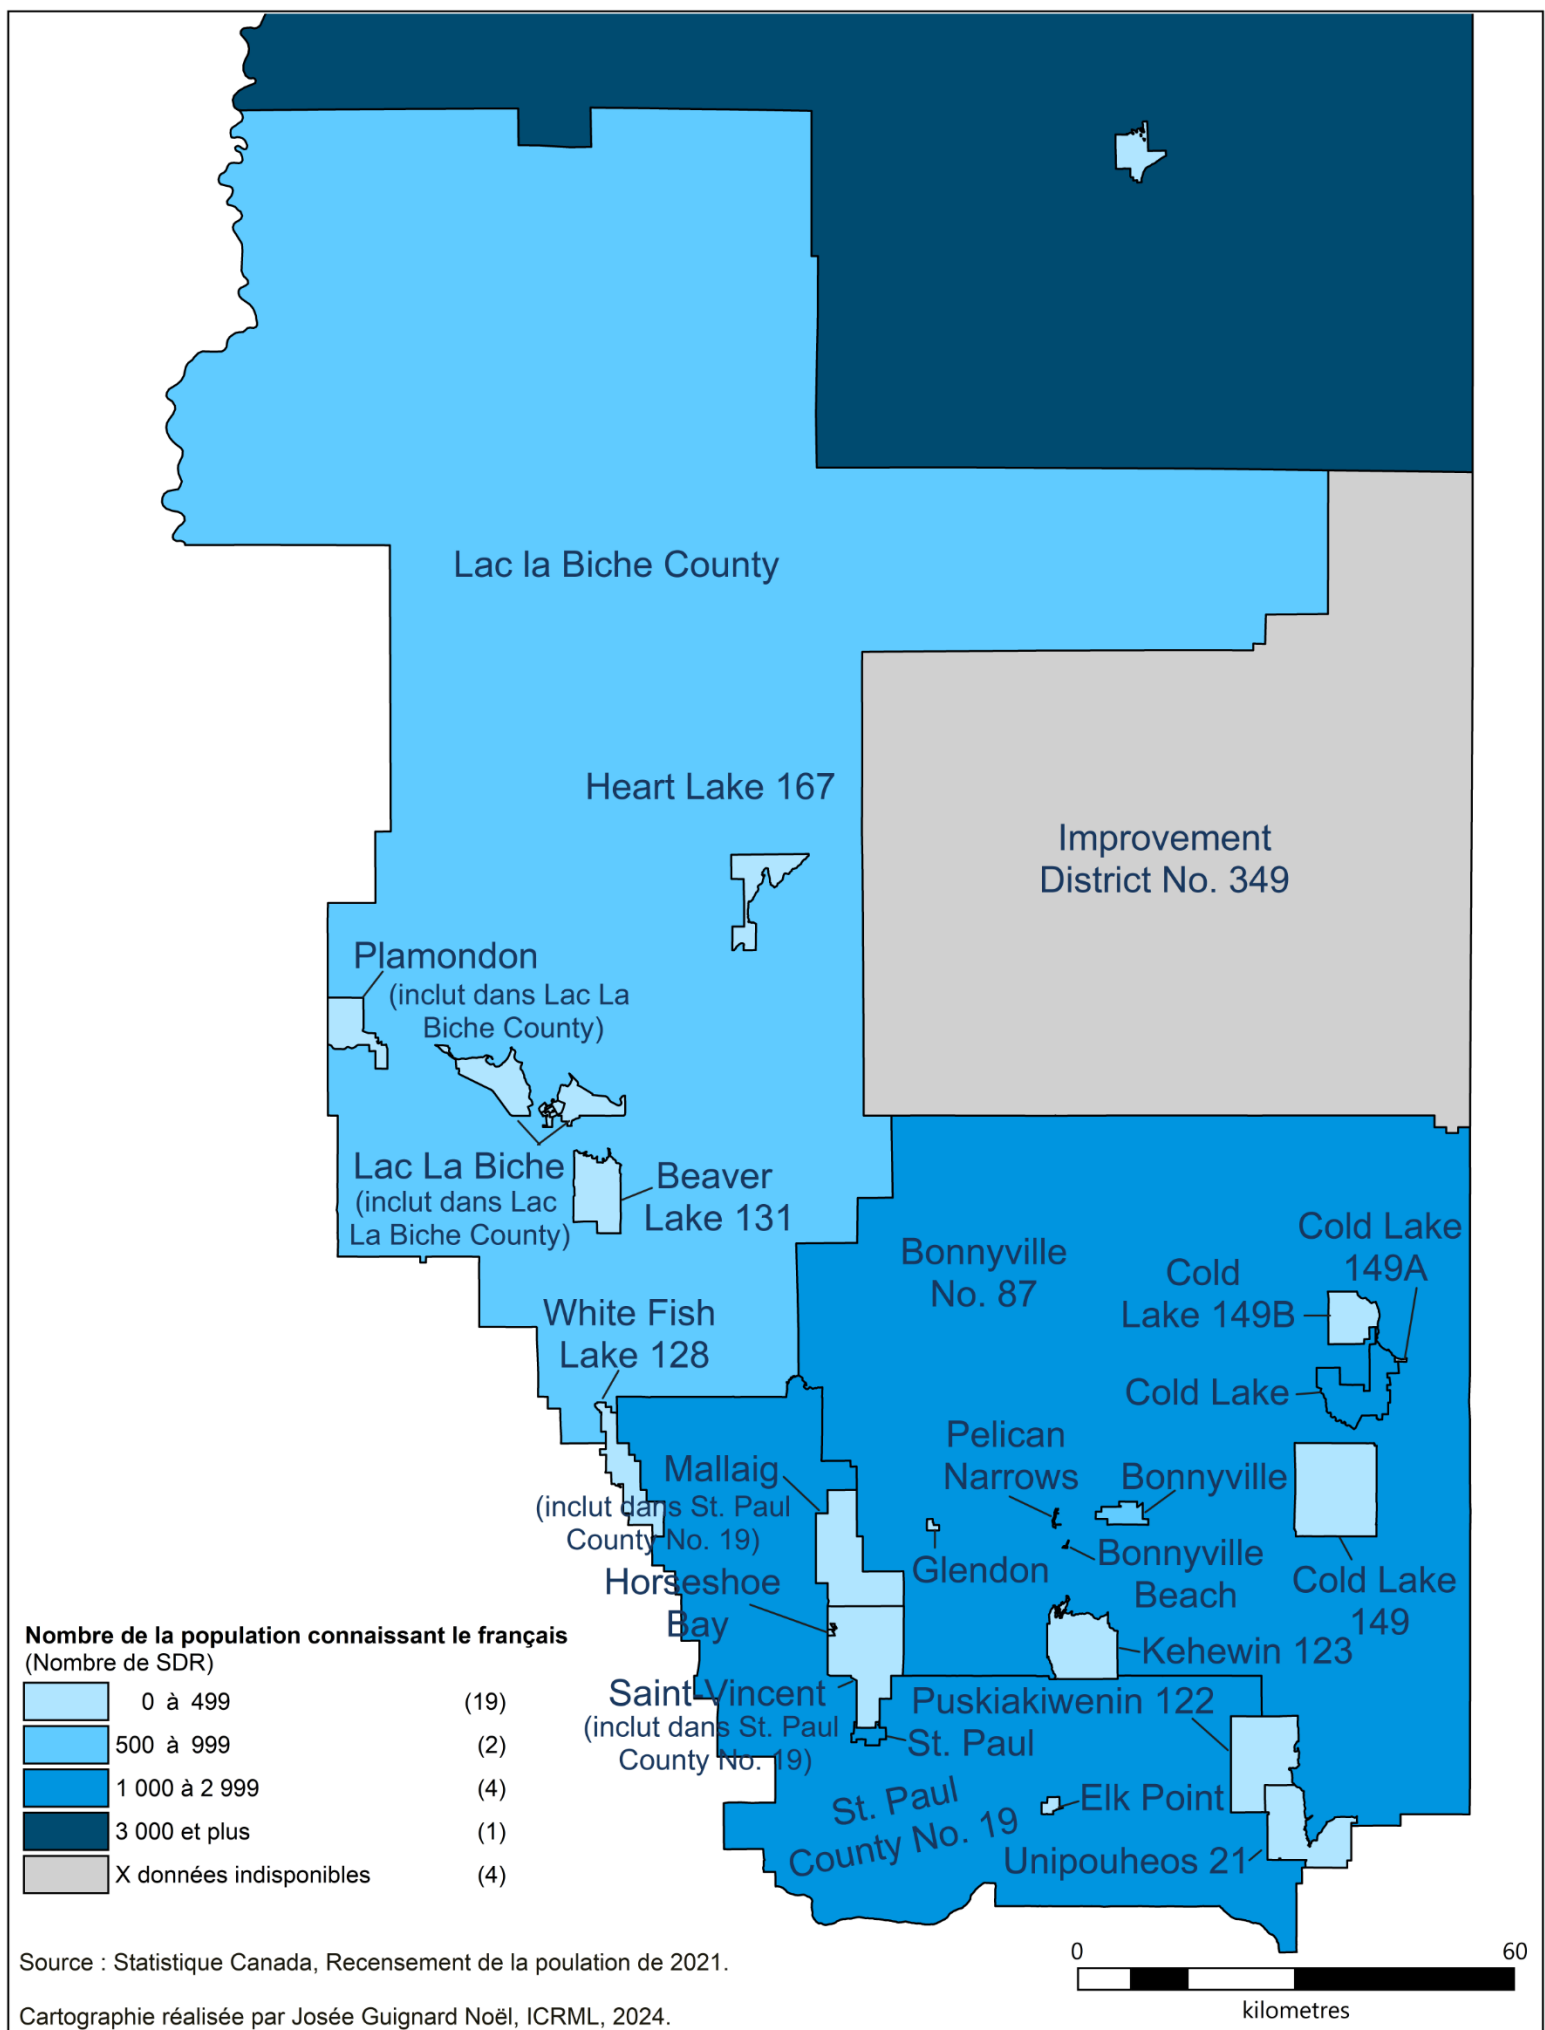 Lac la Biche County
Heart Lake 167
Improvement
District No. 349
Plamondon
(inclut dans Lac La
Biche County)
Lac La Biche
(inclut dans Lac
La Biche County)
Beaver
Lake 131
White Fish
Lake 128
Bonnyville
No. 87
Cold Lake
149A
Cold
Lake 149B
Cold Lake
Pelican
Narrows
Bonnyville
Mallaig
(inclut dans St. Paul
County No. 19)
Glendon
Bonnyville
Beach
Cold Lake
149
Horseshoe
Bay
Kehewin 123
Saint-Vincent
(inclut dans St. Paul
County No. 19)
Puskiakiwenin 122
St. Paul
St. Paul
County No. 19
Elk Point
Unipouheos 21
Nombre de la population connaissant le français
(Nombre de SDR)
0 à 499 (19)
500 à 999 (2)
1 000 à 2 999 (4)
3 000 et plus (1)
X données indisponibles (4)
Source : Statistique Canada, Recensement de la poulation de 2021.
Cartographie réalisée par Josée Guignard Noël, ICRML, 2024.
0 60
kilometres